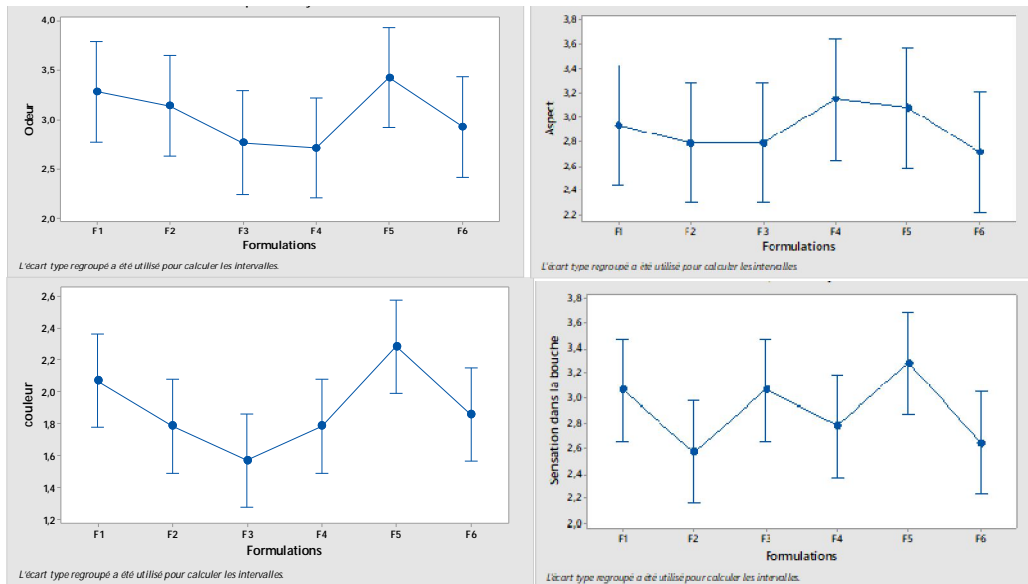 4,0
3,5
3,0
2,5
2,0
Odeur
F1 F2 F3 F4 F5 F6
Formulations
L'écart type regroupé a été utilisé pour calculer les intervalles.
3,8
3,6
3,4
3,2
3,0
2,8
2,6
2,4
2,2
Aspect
F1 F2 F3 F4 F5 F6
Formulations
L'écart type regroupé a été utilisé pour calculer les intervalles
2,6
2,4
2,2
2,0
1,8
1,6
1,4
1,2
couleur
F1 F2 F3 F4 F5 F6
Formulations
L'écart type regroupé a été utilisé pour calculer les intervalles.
3,8
3,6
3,4
3,2
3,0
2,8
2,6
2,4
2,2
2,0
Sensation dans la bouche
F1 F2 F3 F4 F5 F6
Formulations
L'écart type regroupé a été utilisé pour calculer les intervalles.